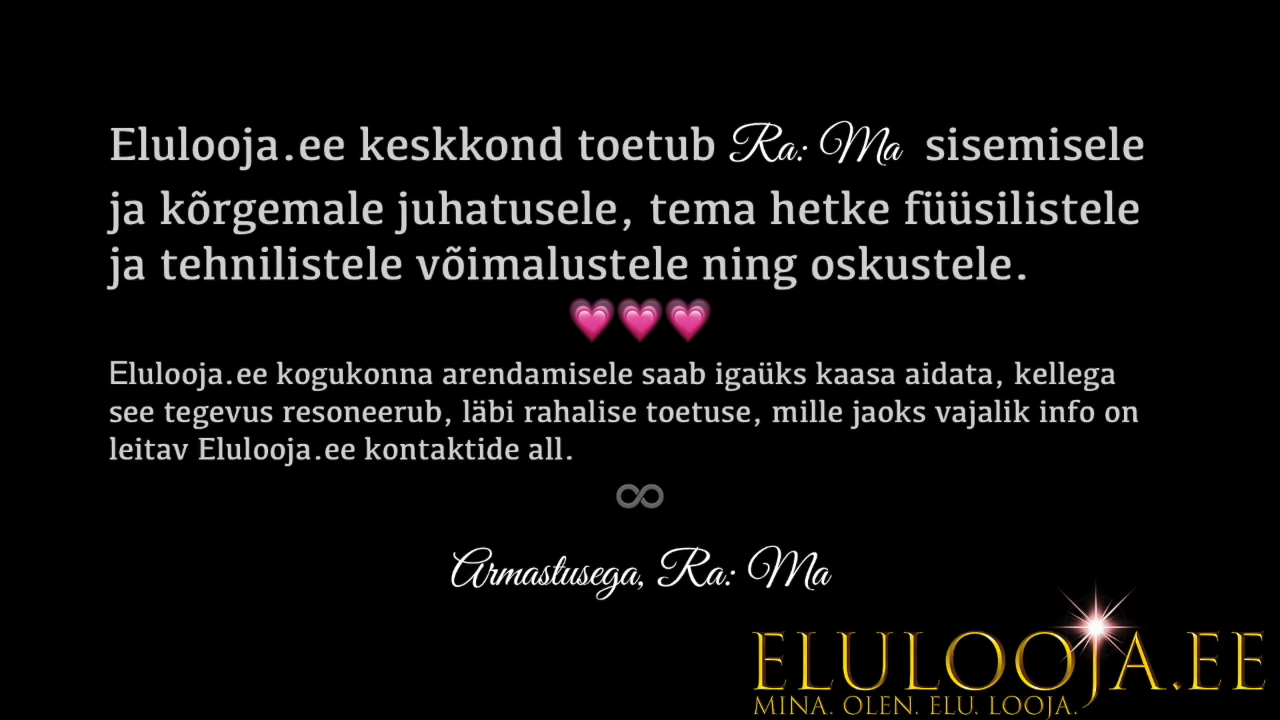 Elulooja.ee keskkond toetub Ra: Ma sisemisele
ja kõrgemale juhatusele, tema hetke füüsilistele
ja tehnilistele võimalustele ning oskustele.
💗💗💗
Elulooja.ee kogukonna arendamisele saab igaüks kaasa aidata, kellega
see tegevus resoneerub, läbi rahalise toetuse, mille jaoks vajalik info on
leitav Elulooja.ee kontaktide all.
∞
Armastusega, Ra: Ma
ELULOOJA.EE
MINA. OLEN. ELU. LOOJA.